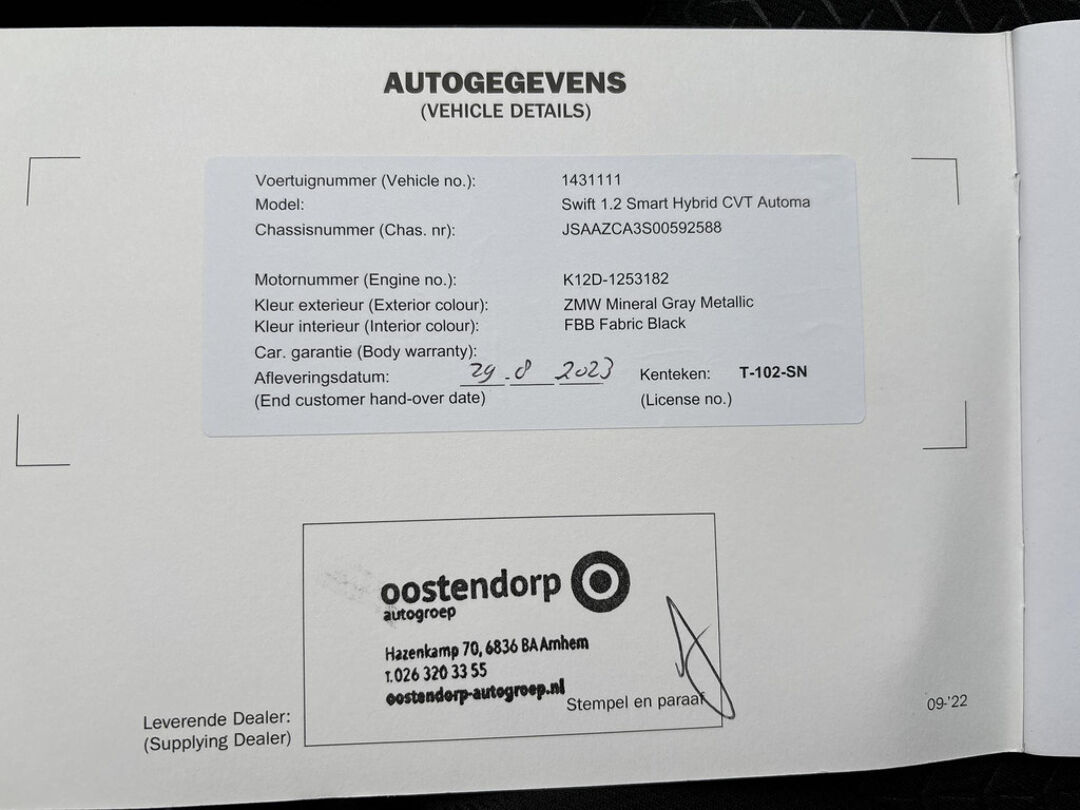 AUTOGEGEVENS
(VEHICLE DETAILS)
Voertuignummer (Vehicle no.): 1431111
Model: Swift 1.2 Smart Hybrid CVT Automa
Chassisnummer (Chas. nr): JSAAZCA3S00592588
Motornummer (Engine no.): K12D-1253182
Kleur exterieur (Exterior colour): ZMW Mineral Gray Metallic
Kleur interieur (Interior colour): FBB Fabric Black
Car. garantie (Body warranty):
Afleveringsdatum: 29.8 2023 Kenteken: T-102-SN
(End customer hand-over date) (License no.)
oostendorp
autogroep
Hazenkamp 70, 6836 BA Arnhem
T. 026 320 33 55
oostendorp-autogroep.nl
Stempel en paraaf
Leverende Dealer:
(Supplying Dealer)
09-'22